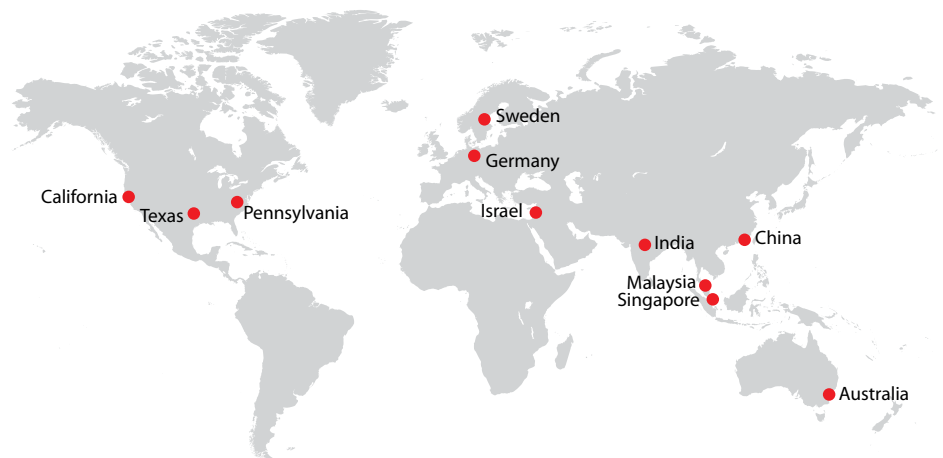 Sweden
Germany
California
Texas
Pennsylvania
Israel
India
China
Malaysia
Singapore
Australia